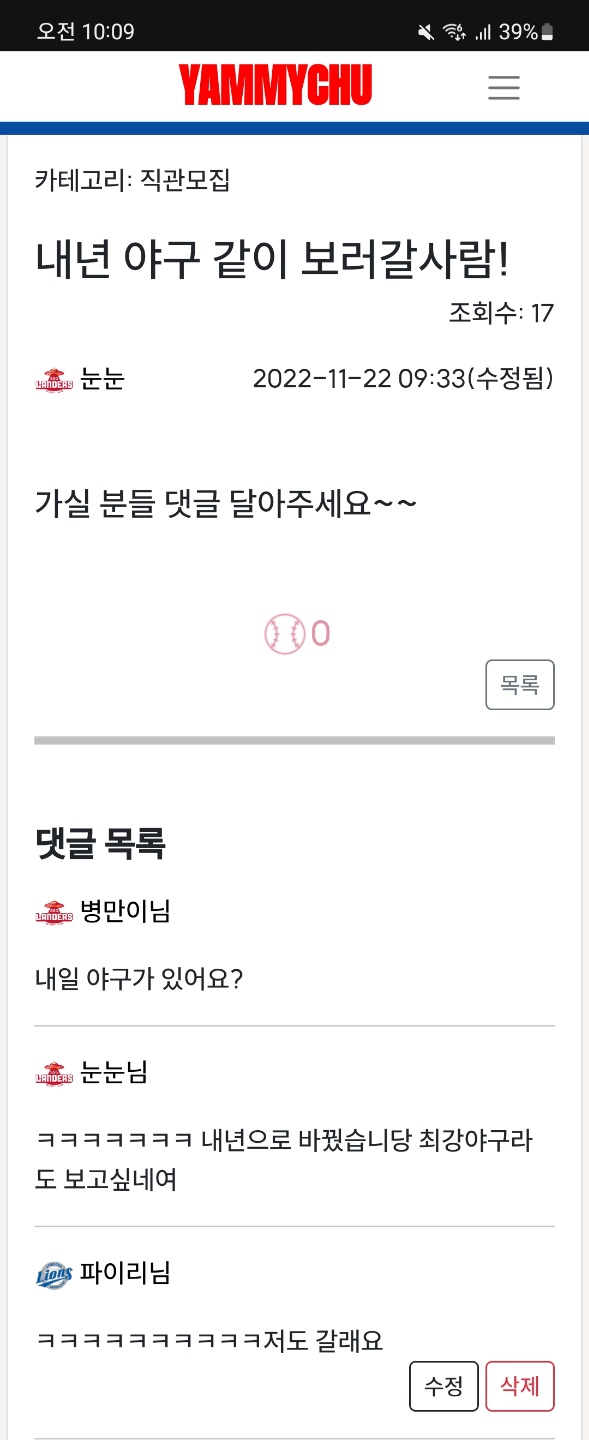 오전 10:09
39%
YAMMYCHU
카테고리: 직관모집
내년 야구 같이 보러갈사람!
조회수: 17
LANDERS 눈눈 2022-11-22 09:33(수정됨)
가실 분들 댓글 달아주세요~~
0
목록
댓글 목록
LANDERS 병만이님
내일 야구가 있어요?
LANDERS 눈눈님
ㅋㅋㅋㅋㅋㅋㅋ 내년으로 바꿨습니당 최강야구라
도 보고싶네여
Lions 파이리님
ㅋㅋㅋㅋㅋㅋㅋㅋㅋㅋ저도 갈래요
수정 삭제